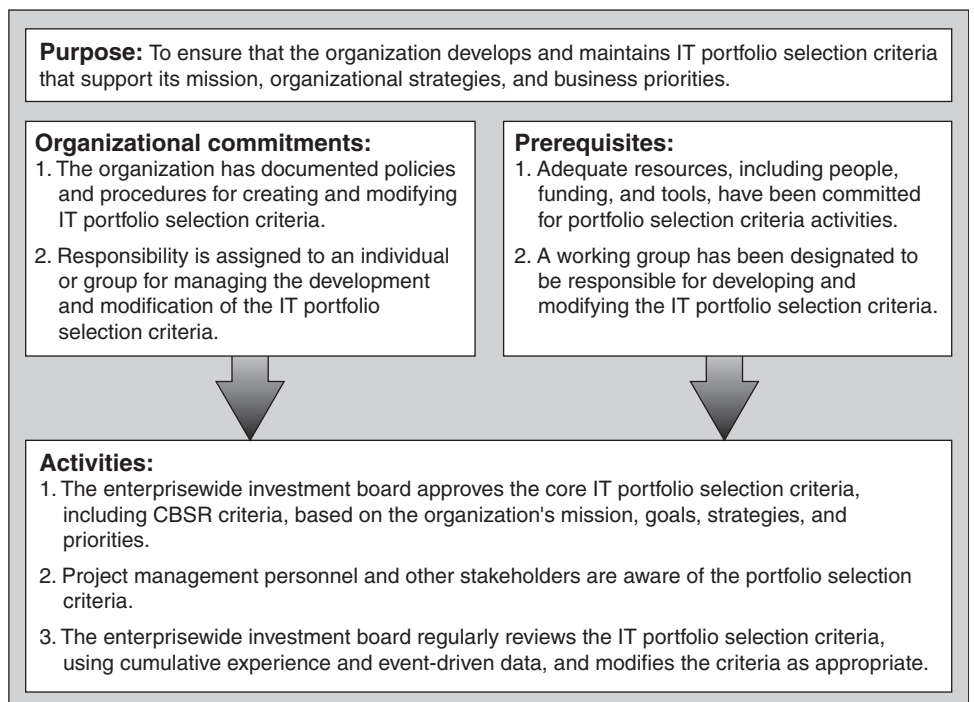 Purpose: To ensure that the organization develops and maintains IT portfolio selection criteria
that support its mission, organizational strategies, and business priorities.
Organizational commitments:
1. The organization has documented policies
and procedures for creating and modifying
IT portfolio selection criteria.
2. Responsibility is assigned to an individual
or group for managing the development
and modification of the IT portfolio
selection criteria.
Prerequisites:
1. Adequate resources, including people,
funding, and tools, have been committed
for portfolio selection criteria activities.
2. A working group has been designated to
be responsible for developing and
modifying the IT portfolio selection criteria.
Activities:
1. The enterprisewide investment board approves the core IT portfolio selection criteria,
including CBSR criteria, based on the organization's mission, goals, strategies, and
priorities.
2. Project management personnel and other stakeholders are aware of the portfolio selection
criteria.
3. The enterprisewide investment board regularly reviews the IT portfolio selection criteria,
using cumulative experience and event-driven data, and modifies the criteria as appropriate.